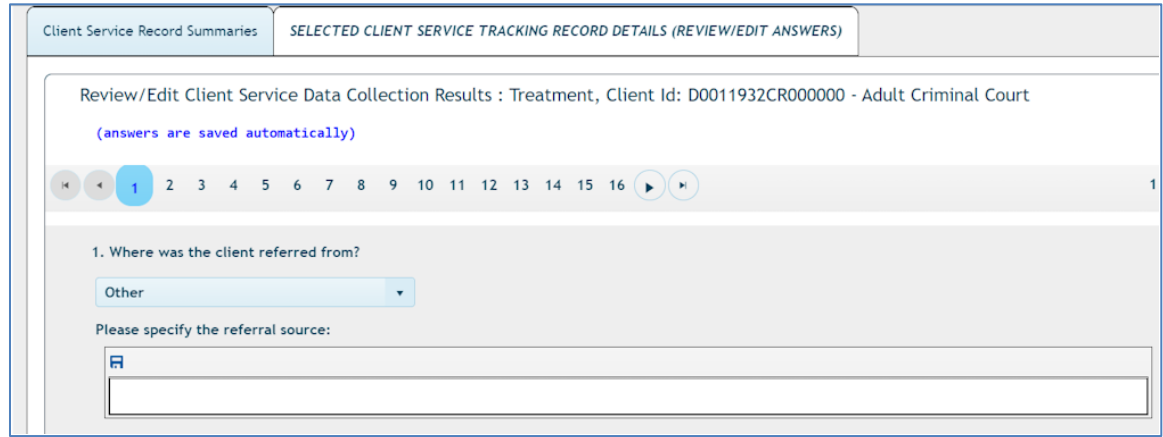 Client Service Record Summaries
SELECTED CLIENT SERVICE TRACKING RECORD DETAILS (REVIEW/EDIT ANSWERS)
Review/Edit Client Service Data Collection Results : Treatment, Client Id: D0011932CR000000 - Adult Criminal Court
(answers are saved automatically)
1 2 3 4 5 6 7 8 9 10 11 12 13 14 15 16 1
1. Where was the client referred from?
Other
Please specify the referral source: